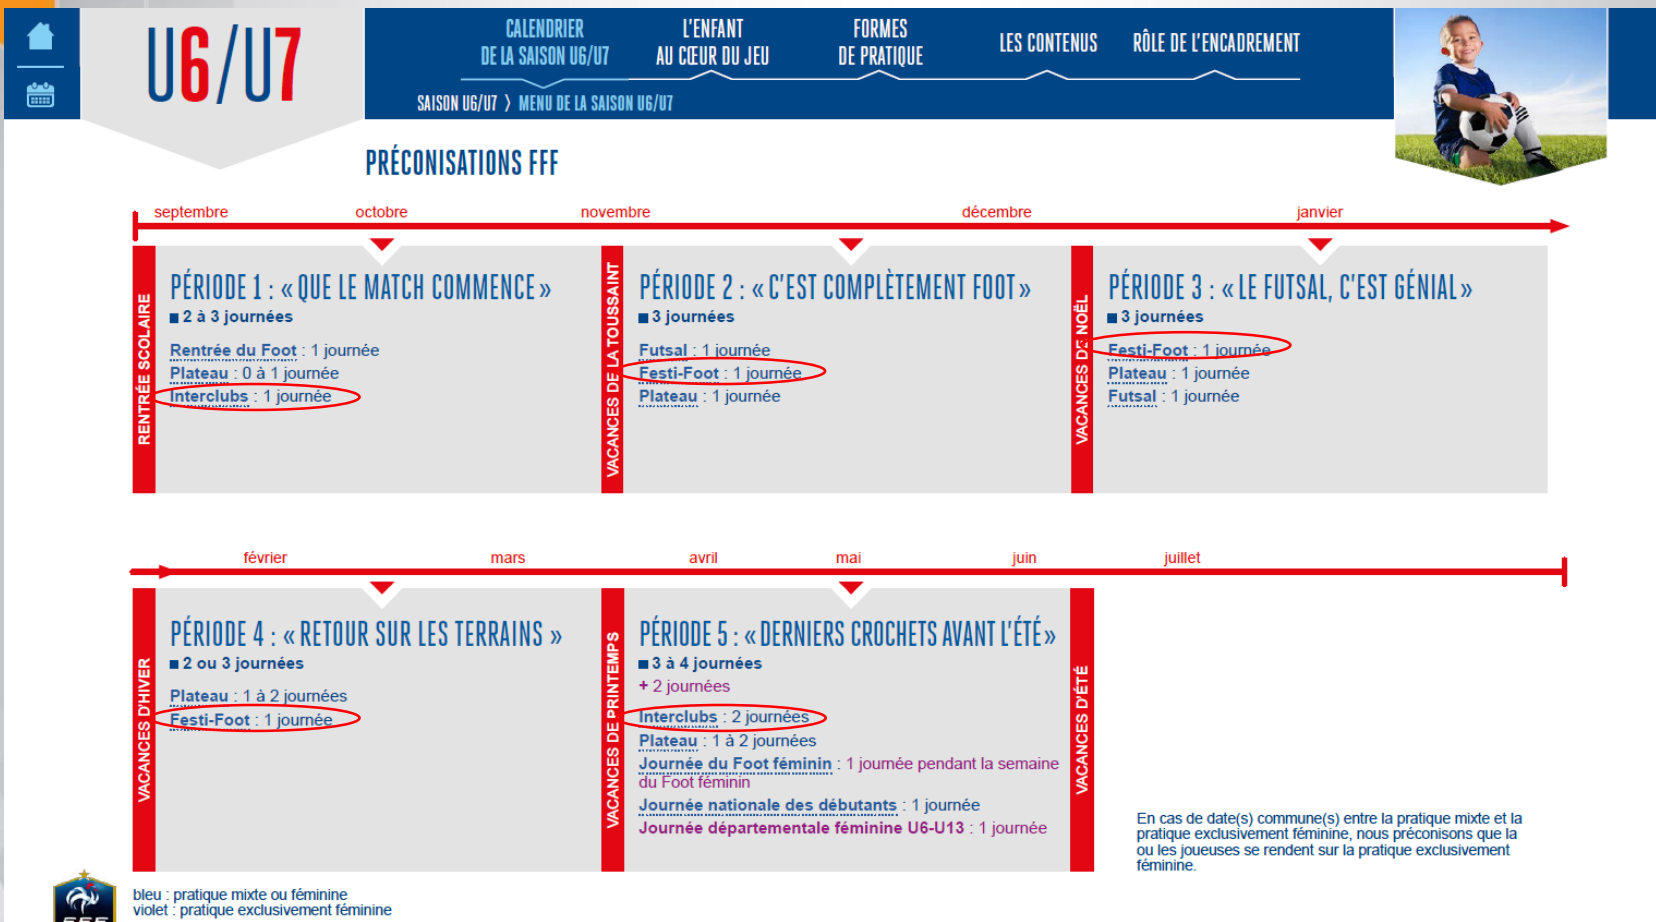 U6/U7
CALENDRIER
DE LA SAISON U6/U7
L'ENFANT
AU CŒUR DU JEU
FORMES
DE PRATIQUE
LES CONTENUS
RÔLE DE L'ENCADREMENT
SAISON U6/U7 > MENU DE LA SAISON U6/U7
PRÉCONISATIONS FFF
septembre
octobre
novembre
décembre
janvier
RENTRÉE SCOLAIRE
PÉRIODE 1 : « QUE LE MATCH COMMENCE »
2 à 3 journées
Rentrée du Foot : 1 journée
Plateau : 0 à 1 journée
Interclubs : 1 journée
VACANCES DE LA TOUSSAINT
PÉRIODE 2 : « C'EST COMPLÈTEMENT FOOT »
3 journées
Futsal : 1 journée
Festi-Foot : 1 journée
Plateau : 1 journée
VACANCES DE NOËL
PÉRIODE 3 : « LE FUTSAL, C'EST GÉNIAL »
3 journées
Festi-Foot : 1 journée
Plateau : 1 journée
Futsal : 1 journée
février
mars
avril
mai
juin
juillet
VACANCES D'HIVER
PÉRIODE 4 : « RETOUR SUR LES TERRAINS »
2 ou 3 journées
Plateau : 1 à 2 journées
Festi-Foot : 1 journée
VACANCES DE PRINTEMPS
PÉRIODE 5 : « DERNIERS CROCHETS AVANT L'ÉTÉ »
3 à 4 journées
+ 2 journées
Interclubs : 2 journées
Plateau : 1 à 2 journées
Journée du Foot féminin : 1 journée pendant la semaine
du Foot féminin
Journée nationale des débutants : 1 journée
Journée départementale féminine U6-U13 : 1 journée
VACANCES D'ÉTÉ
En cas de date(s) commune(s) entre la pratique mixte et la
pratique exclusivement féminine, nous préconisons que la
ou les joueuses se rendent sur la pratique exclusivement
féminine.
bleu : pratique mixte ou féminine
violet : pratique exclusivement féminine
FFF